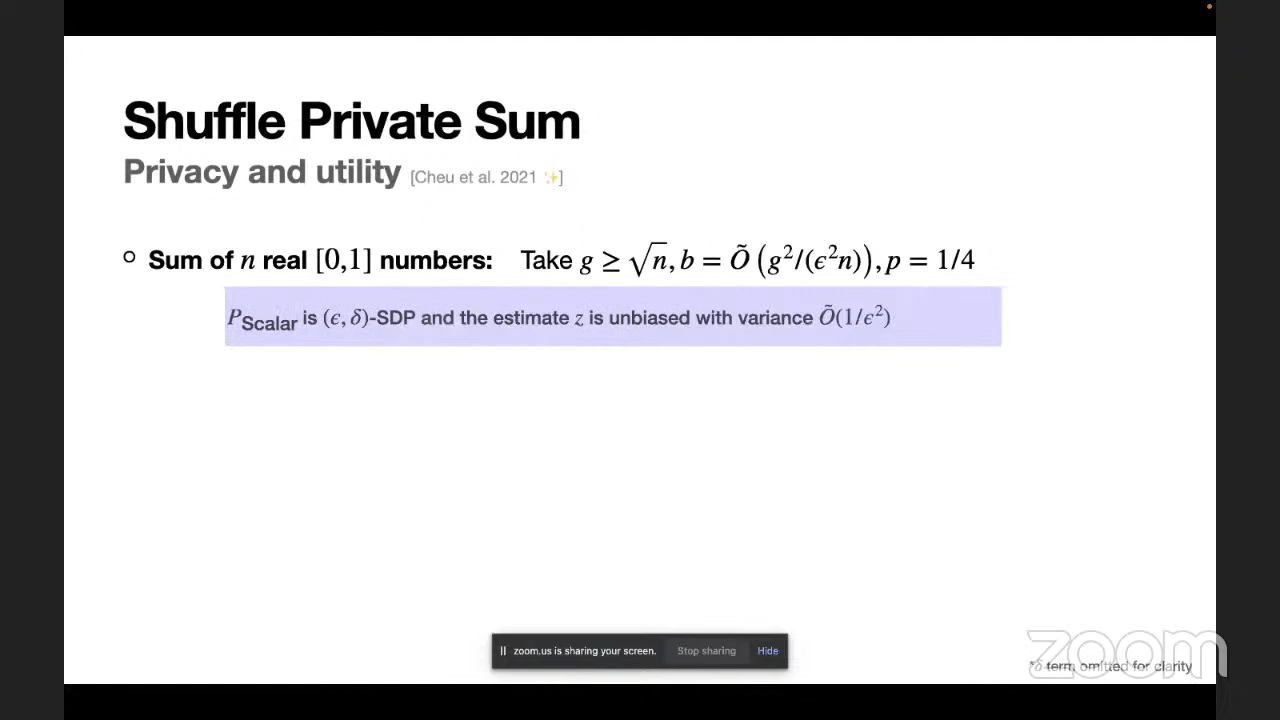 Shuffle Private Sum
Privacy and utility [Cheu et al. 2021 ✨]
Sum of n real [0,1] numbers: Take g ≥ √n, b = Õ (g²/(ϵ²n)), p = 1/4
P_Scalar is (ϵ, δ)-SDP and the estimate z is unbiased with variance Õ(1/ϵ²)
zoom.us is sharing your screen. Stop sharing Hide
zoom
term omitted for clarity